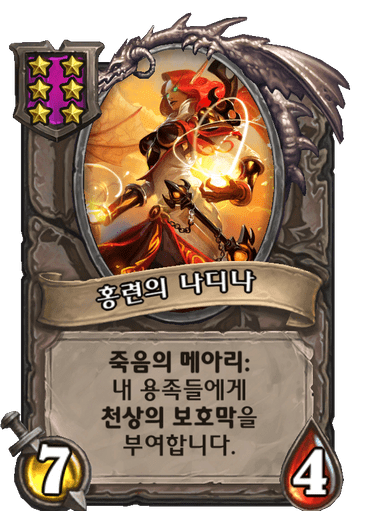 홍련의 나디나
죽음의 메아리:
내 용족들에게
천상의 보호막을
부여합니다.
7
4